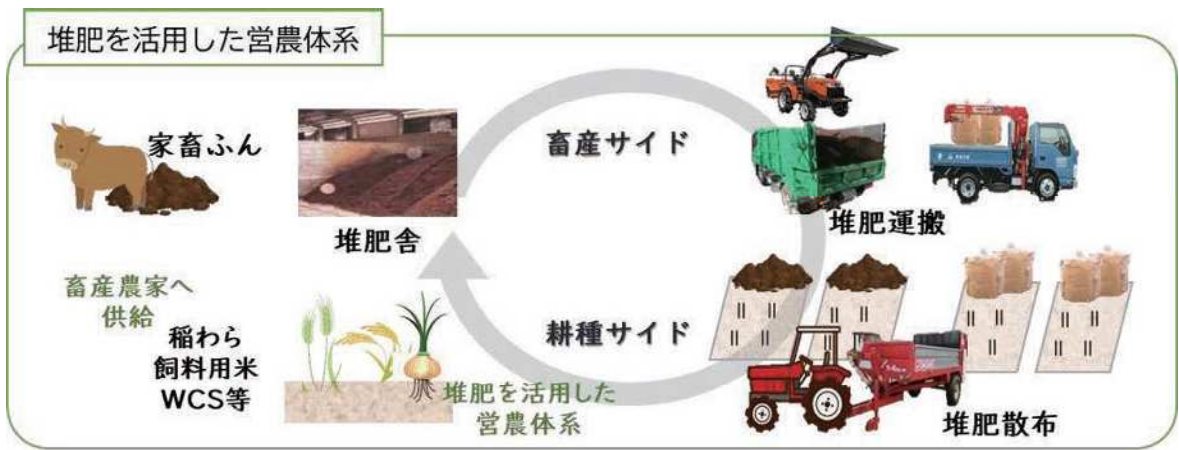 堆肥を活用した営農体系
家畜ふん
堆肥舎
畜産サイド
堆肥運搬
畜産農家へ
供給
稲わら
飼料用米
WCS等
耕種サイド
堆肥を活用した
営農体系
堆肥散布